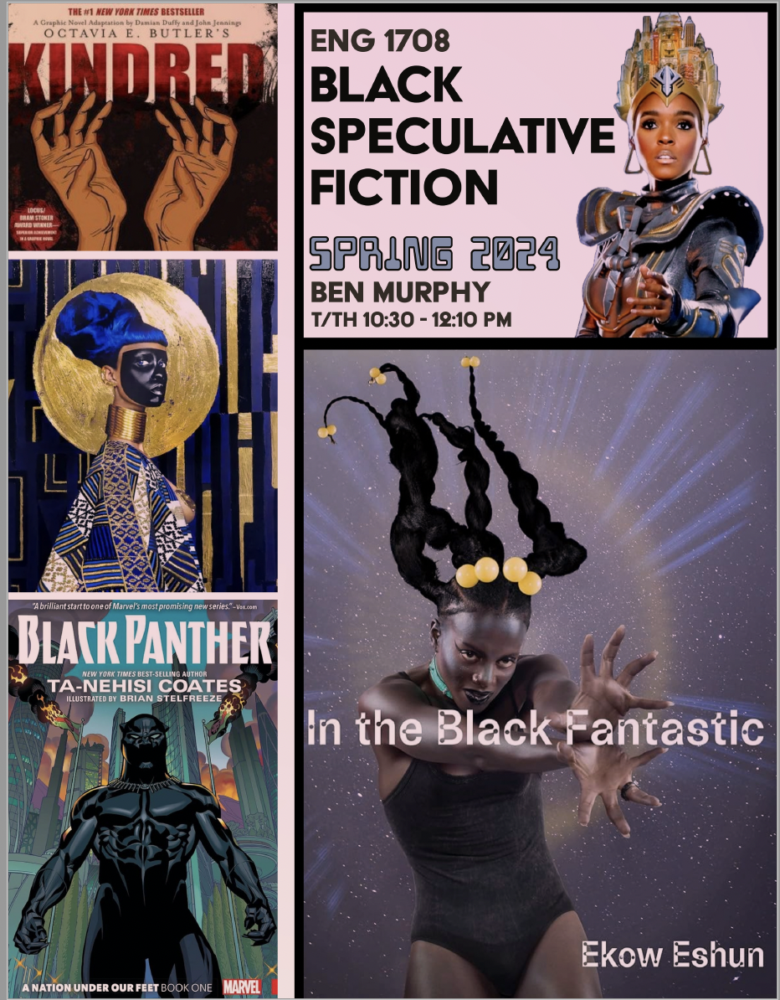 THE #1 NEW YORK TIMES BESTSELLER
A Graphic Novel Adaptation by Damian Duffy and John Jennings
OCTAVIA E. BUTLER'S
KINDRED
LOCUS/
BRAM STOKER
AWARD WINNER—
SUPERIOR ACHIEVEMENT
IN A GRAPHIC NOVEL
"A brilliant start to one of Marvel's most promising new series." –Vox.com
BLACK PANTHER
NEW YORK TIMES BEST-SELLING AUTHOR
TA-NEHISI COATES
ILLUSTRATED BY BRIAN STELFREEZE
A NATION UNDER OUR FEET BOOK ONE
MARVEL
ENG 1708
BLACK
SPECULATIVE
FICTION
SPRING 2024
BEN MURPHY
T/TH 10:30 - 12:10 PM
In the Black Fantastic
Ekow Eshun